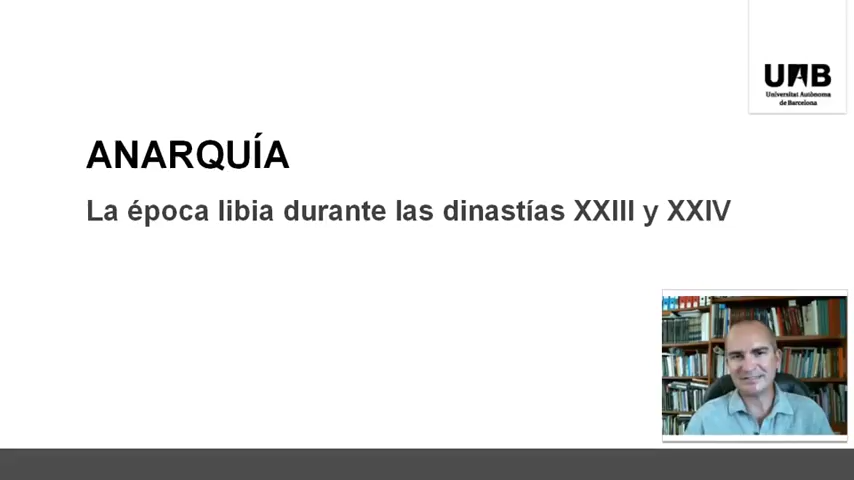 UAB
Universitat Autònoma
de Barcelona
ANARQUÍA
La época libia durante las dinastías XXIII y XXIV